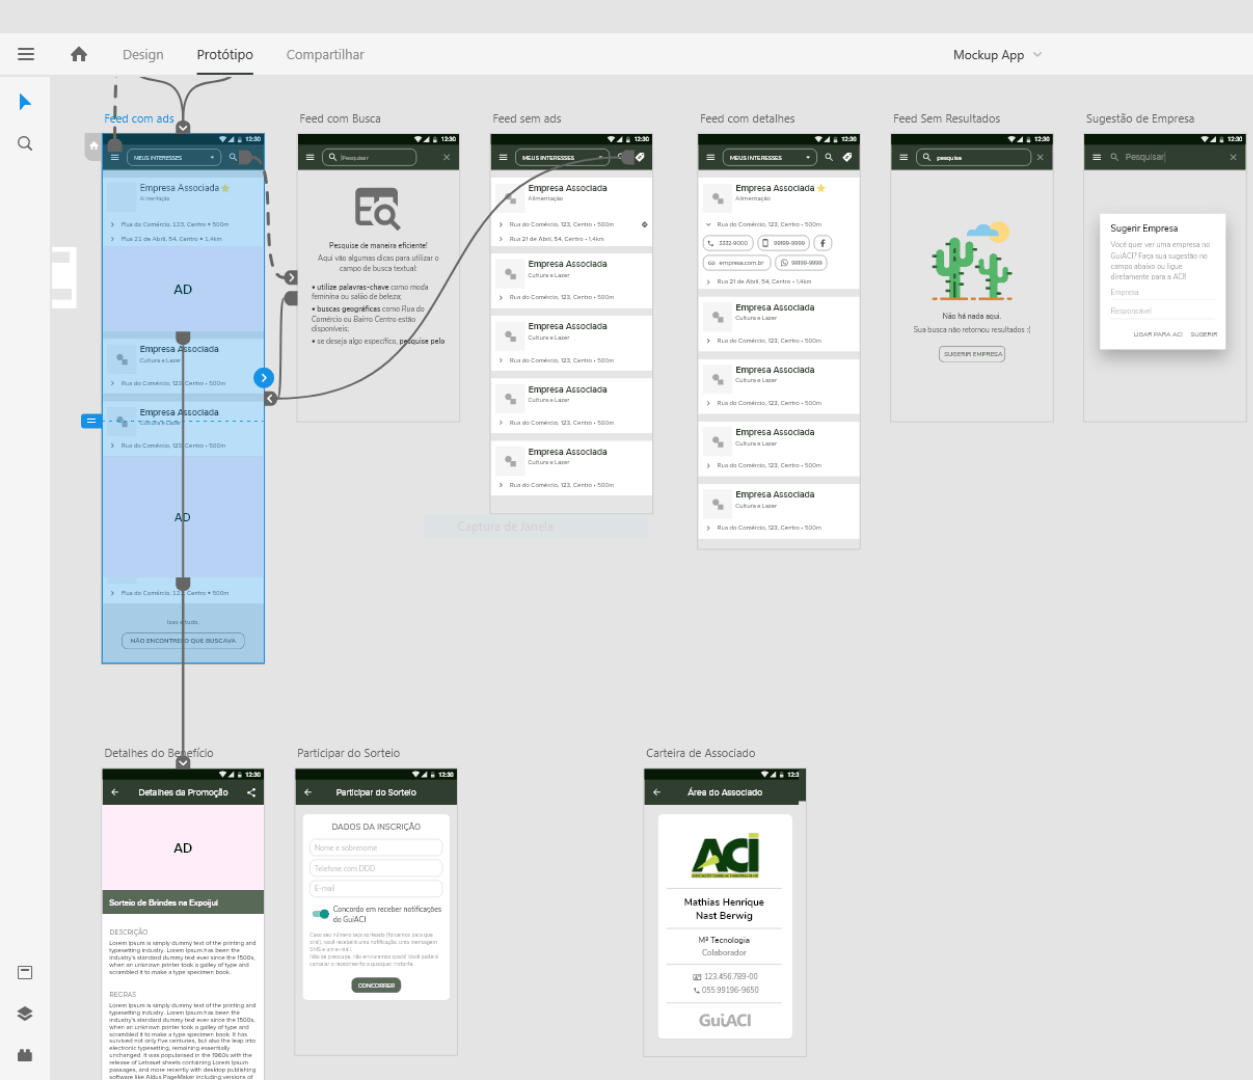 Design
Protótipo
Compartilhar
Mockup App
Feed com ads
12:30
MEUS INTERESSES
Empresa Associada
Alimentação
Rua do Comércio, 123, Centro • 500m
Rua 21 de Abril, 54, Centro • 1,4km
AD
Empresa Associada
Cultura e Lazer
Rua do Comércio, 123, Centro • 500m
Empresa Associada
Cultura e Lazer
Rua do Comércio, 123, Centro • 500m
AD
Rua do Comércio, 123, Centro • 500m
Isso é tudo.
NÃO ENCONTREI O QUE BUSCAVA
Feed com Busca
12:30
Pesquisar
Pesquise de maneira eficiente!
Aqui vão algumas dicas para utilizar o
campo de busca textual:
• utilize palavras-chave como moda
feminina ou salão de beleza;
• buscas geográficas como Rua do
Comércio ou Bairro Centro estão
disponíveis;
• se deseja algo específico, pesquise pelo
Feed sem ads
12:30
MEUS INTERESSES
Empresa Associada
Alimentação
Rua do Comércio, 123, Centro • 500m
Rua 21 de Abril, 54, Centro • 1,4km
Empresa Associada
Cultura e Lazer
Rua do Comércio, 123, Centro • 500m
Empresa Associada
Cultura e Lazer
Rua do Comércio, 123, Centro • 500m
Empresa Associada
Cultura e Lazer
Rua do Comércio, 123, Centro • 500m
Empresa Associada
Cultura e Lazer
Rua do Comércio, 123, Centro • 500m
Captura de Janela
Feed com detalhes
12:30
MEUS INTERESSES
Empresa Associada
Alimentação
Rua do Comércio, 123, Centro • 500m
3332-9000
99199-9999
empresa.com.br
99199-9999
Rua 21 de Abril, 54, Centro • 1,4km
Empresa Associada
Cultura e Lazer
Rua do Comércio, 123, Centro • 500m
Empresa Associada
Cultura e Lazer
Rua do Comércio, 123, Centro • 500m
Empresa Associada
Cultura e Lazer
Rua do Comércio, 123, Centro • 500m
Empresa Associada
Cultura e Lazer
Rua do Comércio, 123, Centro • 500m
Feed Sem Resultados
12:30
pesquisa
Não há nada aqui.
Sua busca não retornou resultados :(
SUGERIR EMPRESA
Sugestão de Empresa
12:30
Pesquisar
Sugerir Empresa
Você quer ver uma empresa no
GuiACI? Faça sua sugestão no
campo abaixo ou ligue
diretamente para a ACI!
Empresa
Responsável
LIGAR PARA ACI SUGERIR
Detalhes do Benefício
12:30
Detalhes da Promoção
AD
Sorteio de Brindes na Expoijuí
DESCRIÇÃO
Lorem Ipsum is simply dummy text of the printing and
typesetting industry. Lorem Ipsum has been the
industry's standard dummy text ever since the 1500s,
when an unknown printer took a galley of type and
scrambled it to make a type specimen book.
REGRAS
Lorem Ipsum is simply dummy text of the printing and
typesetting industry. Lorem Ipsum has been the
industry's standard dummy text ever since the 1500s,
when an unknown printer took a galley of type and
scrambled it to make a type specimen book. It has
survived not only five centuries, but also the leap into
electronic typesetting, remaining essentially
unchanged. It was popularised in the 1960s with the
release of Letraset sheets containing Lorem Ipsum
passages, and more recently with desktop publishing
software like Aldus PageMaker including versions of
Participar do Sorteio
12:30
Participar do Sorteio
DADOS DA INSCRIÇÃO
Nome e sobrenome
Telefone com DDD
E-mail
Concordo em receber notificações
do GuiACI
CONCORRER
Carteira de Associado
12:3
Área do Associado
ACI
Mathias Henrique
Nast Berwig
M² Tecnologia
Colaborador
123.456.789-00
055 99196-9650
GuiACI